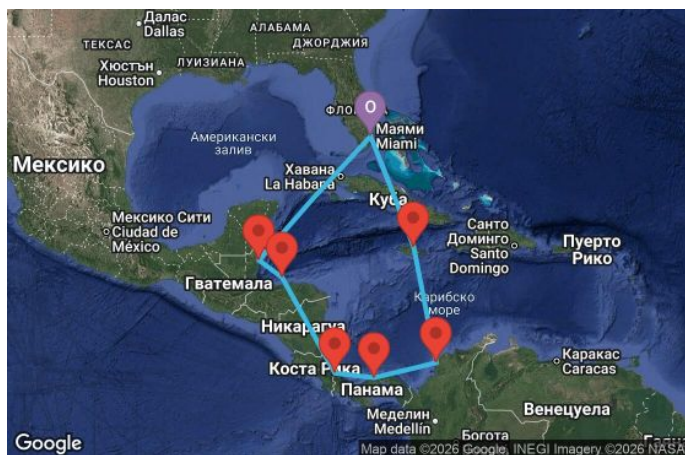 Далас
Dallas
АЛАБАМА
ТЕКСАС
ДЖОРДЖИЯ
ЛУИЗИАНА
Хюстън
Houston
ФЛО
O
Маями
Miami
Американски
залив
Мексико
Хавана
La Habana
Куба
Мексико Сити
Ciudad de
México
Санто
Доминго
Santo
Domingo
Пуерто
Рико
Гватемала
Карибско
море
Никарагуа
Коста Рика
Панама
Каракас
Caracas
Меделин
Medellín
Венецуела
Богота
Google
Map data ©2026 Google, INEGI Imagery ©2026 NASA